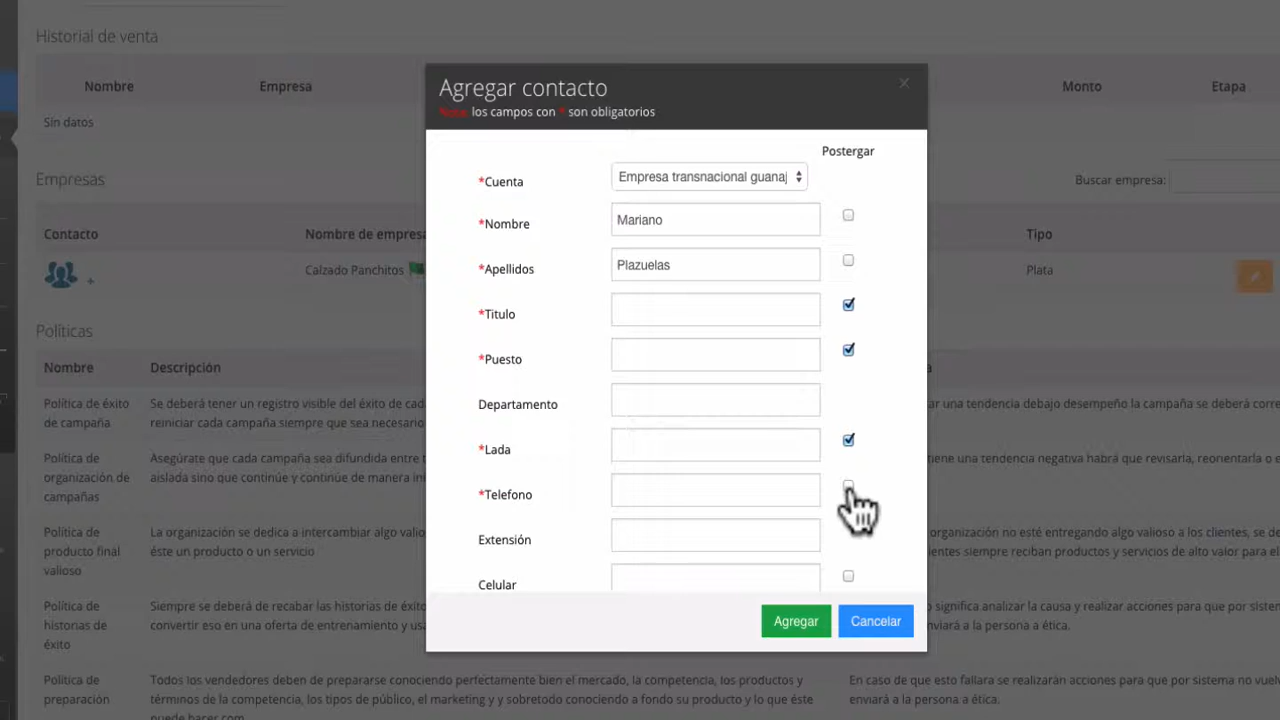 Historial de venta
Nombre Empresa Monto Etapa
Sin datos
Empresas
Buscar empresa:
Contacto Nombre de empres Tipo
Calzado Panchitos Plata
Políticas
Nombre Descripción
Política de éxito de campaña
Se deberá tener un registro visible del éxito de cad
reiniciar cada campaña siempre que sea necesario
ar una tendencia debajo desempeño la campaña se deberá corre
Política de organización de campañas
Asegúrate que cada campaña sea difundida entre t
aislada sino que continúe y continúe de manera in
tiene una tendencia negativa habrá que revisarla, reorientarla o e
Política de producto final valioso
La organización se dedica a intercambiar algo valio
éste un producto o un servicio
organización no esté entregando algo valioso a los clientes, se de
ientes siempre reciban productos y servicios de alto valor para el
Política de historias de éxito
Siempre se deberá de recabar las historias de éxito
convertir eso en una oferta de entrenamiento y usa
o significa analizar la causa y realizar acciones para que por sistem
enviará a la persona a ética.
Política de preparación
Todos los vendedores deben de prepararse conociendo perfectamente bien el mercado, la competencia, los productos y
términos de la competencia, los tipos de público, el marketing y y sobretodo conociendo a fondo su producto y lo que éste
puede hacer com
En caso de que esto fallara se realizarán acciones para que por sistema no vuelv
enviará a la persona a ética.
Agregar contacto
Nota: los campos con * son obligatorios
Postergar
*Cuenta Empresa transnacional guanaj
*Nombre Mariano
*Apellidos Plazuelas
*Titulo
*Puesto
Departamento
*Lada
*Telefono
Extensión
Celular
Agregar Cancelar